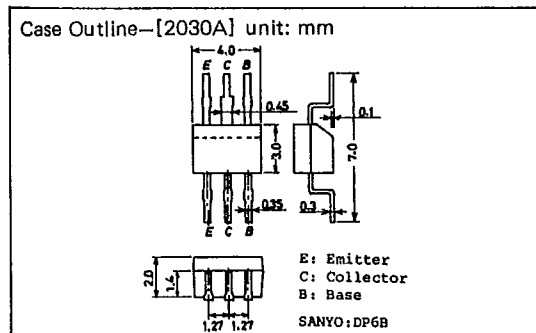 Case Outline—[2030A] unit: mm
4.0
E C B
0.45
0.1
3.0
7.0
0.35
0.3
E C B
E: Emitter
C: Collector
B: Base
SANYO:DP6B
2.0
1.4
1.27 1.27